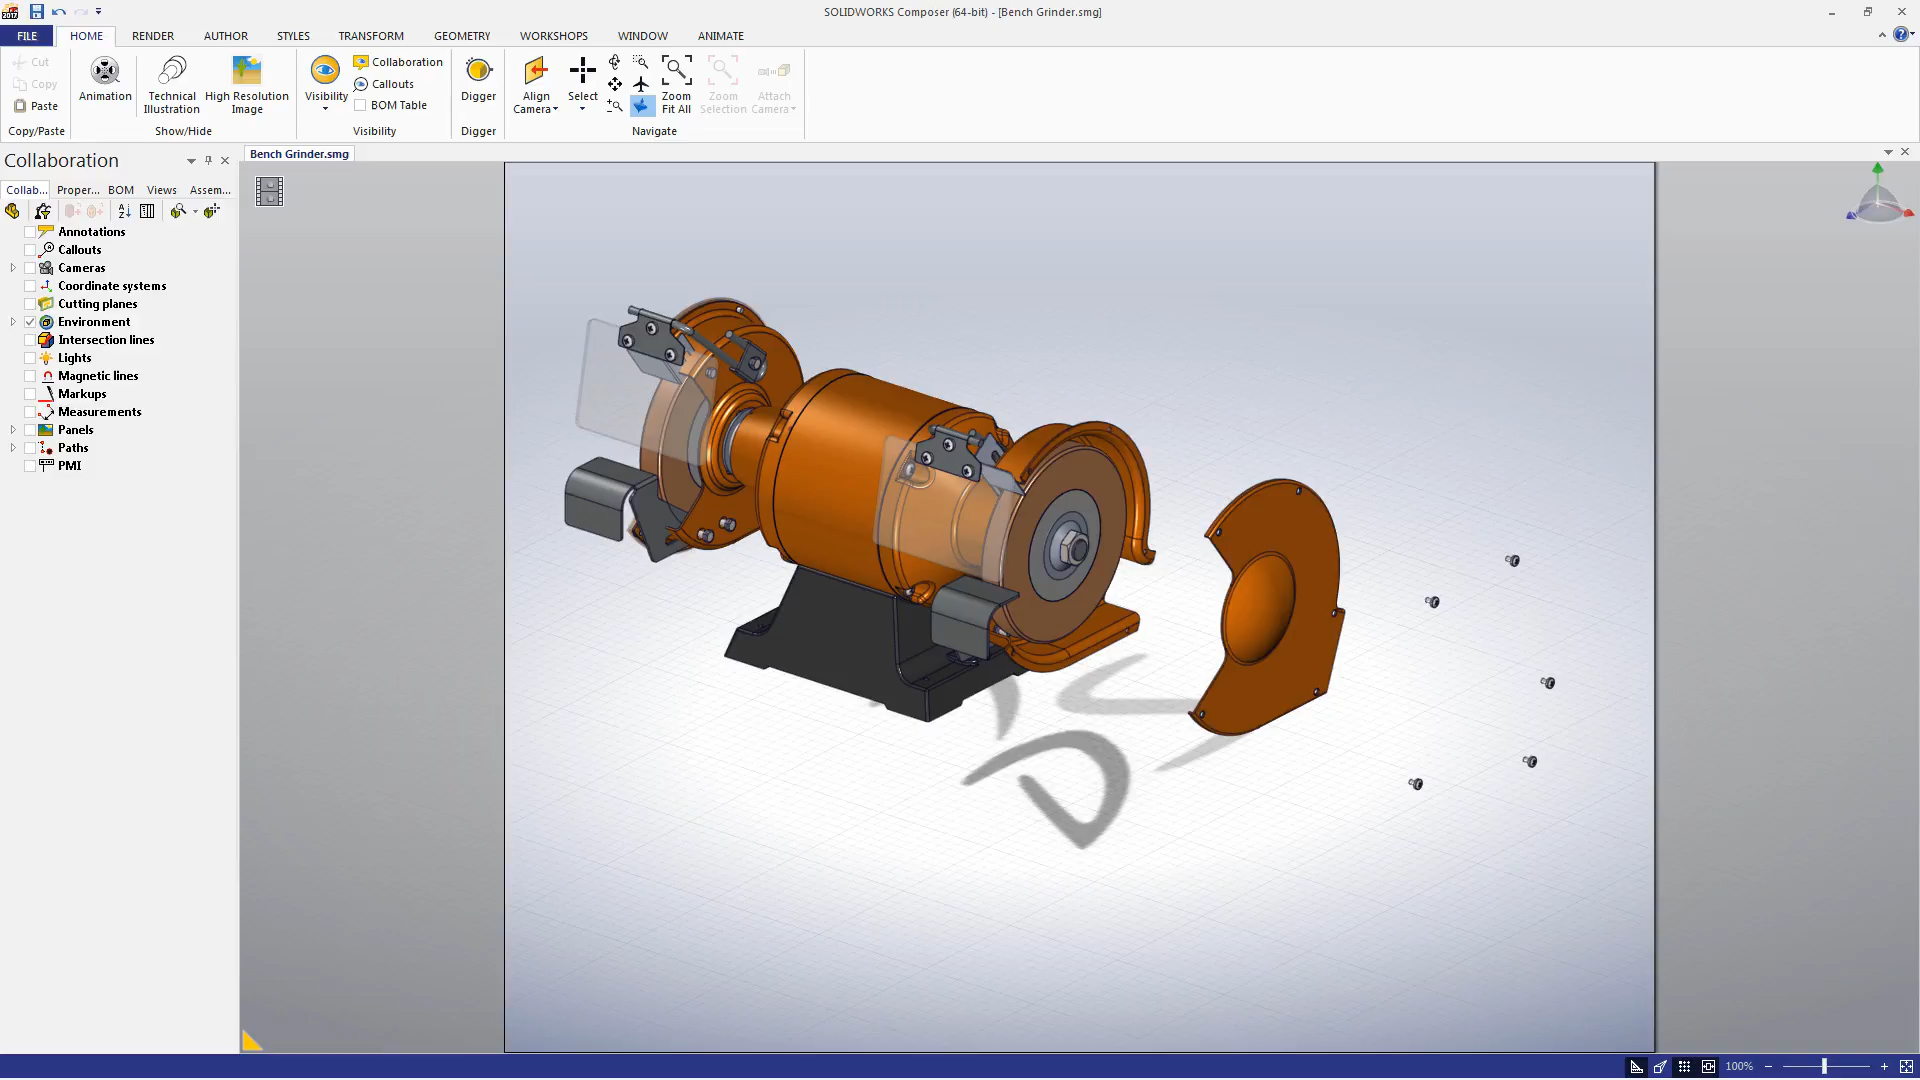 2017
SOLIDWORKS Composer (64-bit) - [Bench Grinder.smg]
FILE HOME RENDER AUTHOR STYLES TRANSFORM GEOMETRY WORKSHOPS WINDOW ANIMATE
Cut
Copy
Paste
Copy/Paste
Animation
Technical Illustration
High Resolution Image
Show/Hide
Visibility
Collaboration
Callouts
BOM Table
Visibility
Digger
Digger
Align Camera
Select
Zoom Fit All
Zoom Selection
Attach Camera
Navigate
Collaboration
Bench Grinder.smg
Collab... Proper... BOM Views Assem...
Annotations
Callouts
Cameras
Coordinate systems
Cutting planes
Environment
Intersection lines
Lights
Magnetic lines
Markups
Measurements
Panels
Paths
PMI
100%